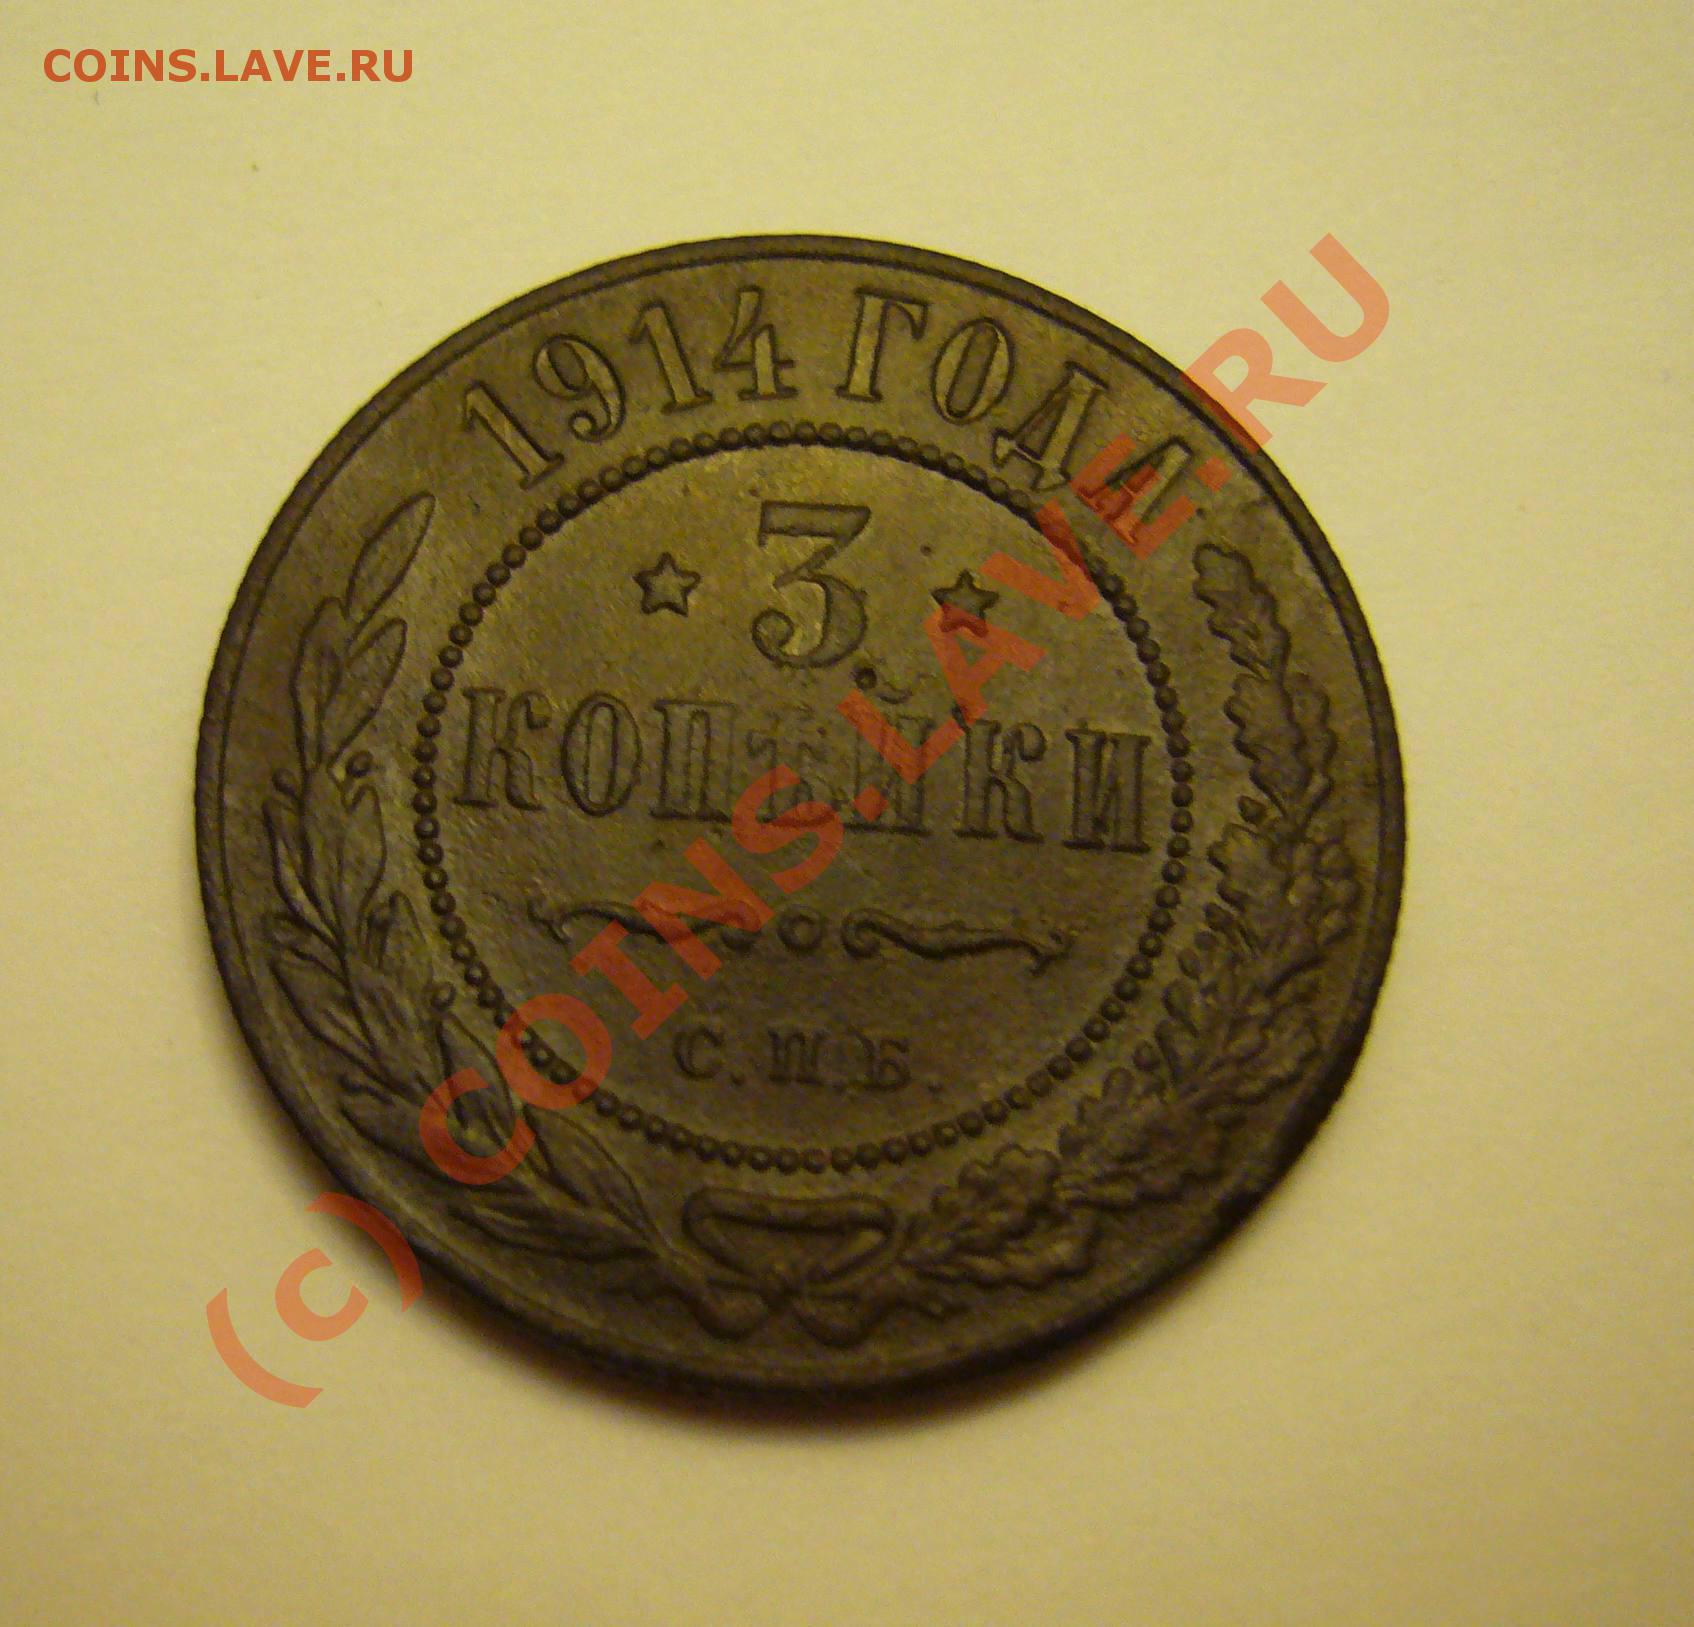 COINS.LAVE.RU
1914 ГОДА
3
КОПѢЙКИ
С.П.Б.
(c) COINS.LAVE.RU